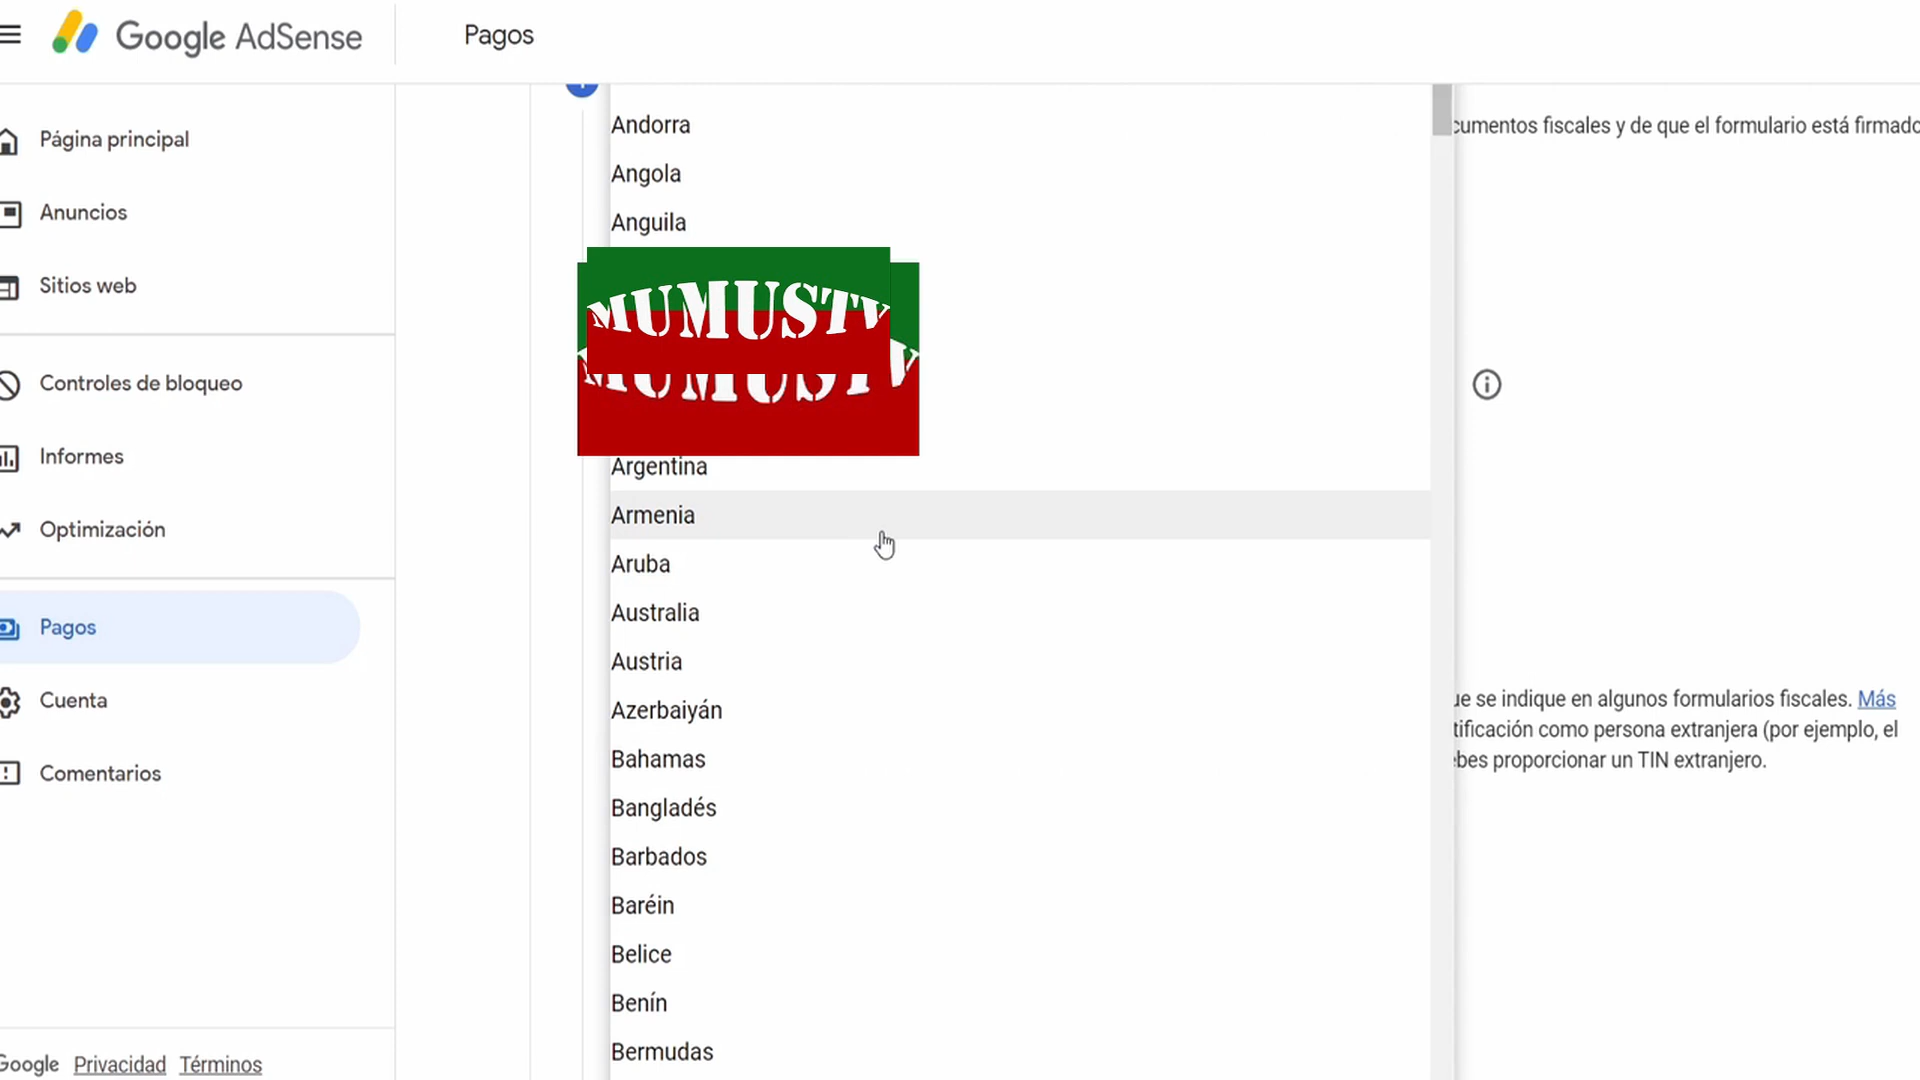 Google AdSense
Pagos
Página principal
Anuncios
Sitios web
Controles de bloqueo
Informes
Optimización
Pagos
Cuenta
Comentarios
Google Privacidad Términos
Andorra
Angola
Anguila
MUMUSTV
MUMUSTV
Argentina
Armenia
Aruba
Australia
Austria
Azerbaiyán
Bahamas
Bangladés
Barbados
Baréin
Belice
Benín
Bermudas
cumentos fiscales y de que el formulario está firmado
ue se indique en algunos formularios fiscales. Más
tificación como persona extranjera (por ejemplo, el
ebes proporcionar un TIN extranjero.